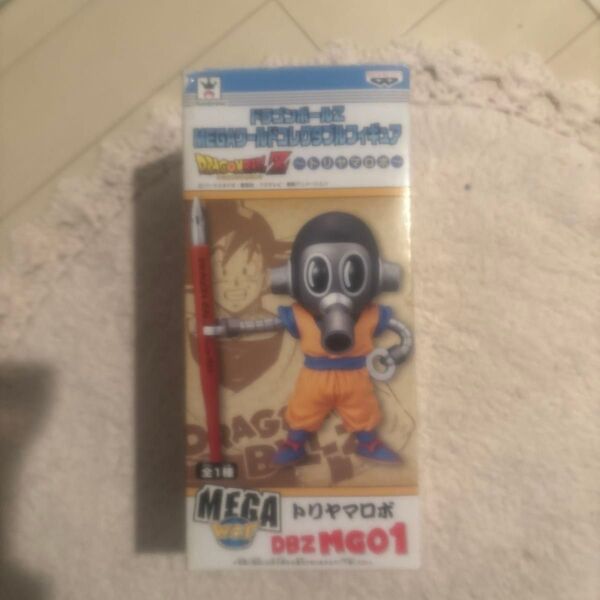 BANPRESTO
ドラゴンボールZ
MEGAワールドコレクタブルフィギュア
DRAGONBALL Z
～トリヤマロボ～
DRAGON
BALL
全1種
MEGA
WCF
トリヤマロボ
DBZ MG01